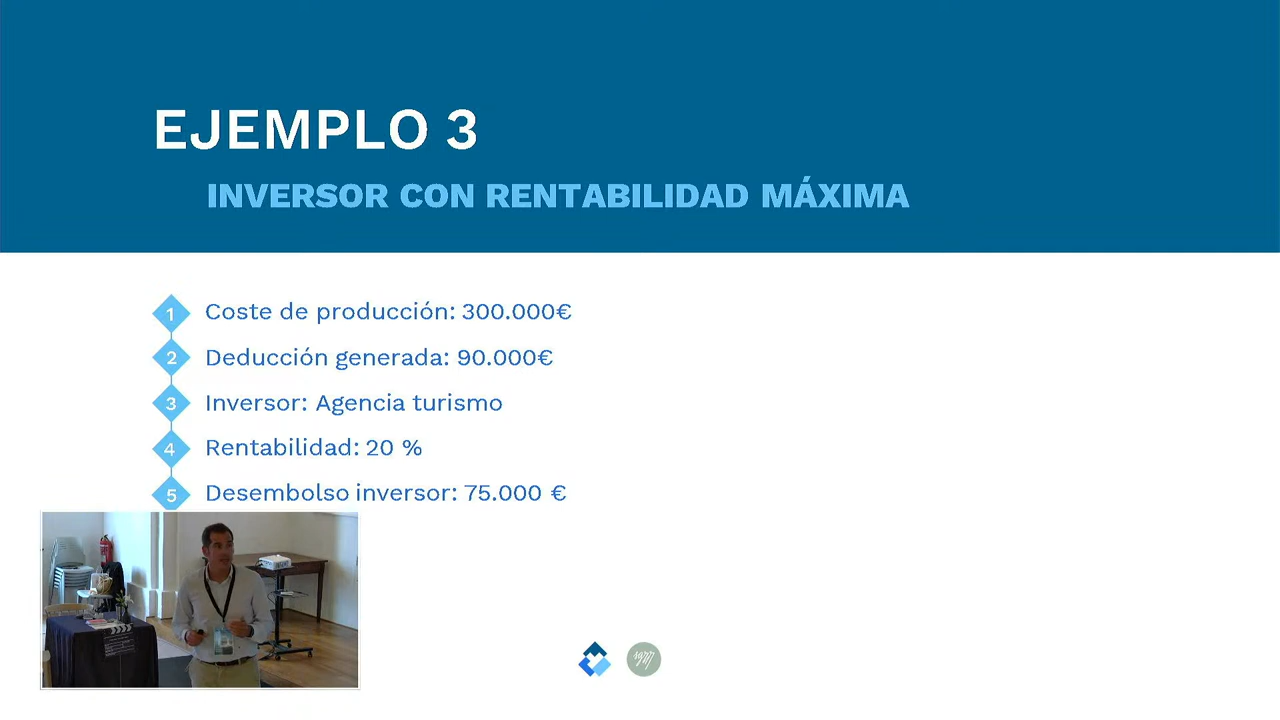 EJEMPLO 3
INVERSOR CON RENTABILIDAD MÁXIMA
1 Coste de producción: 300.000€
2 Deducción generada: 90.000€
3 Inversor: Agencia turismo
4 Rentabilidad: 20 %
5 Desembolso inversor: 75.000 €